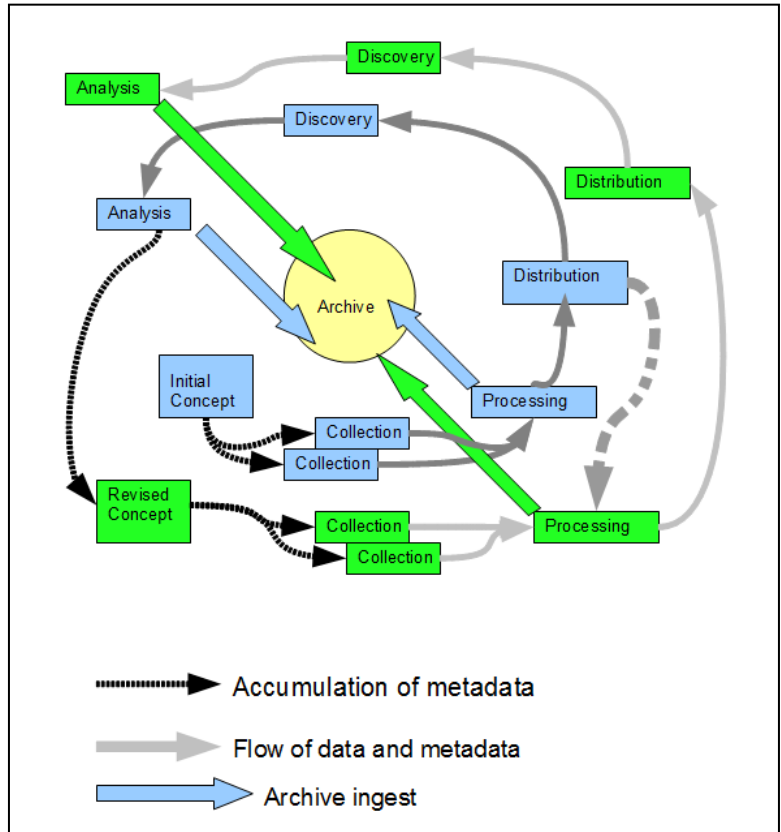 Discovery
Analysis
Discovery
Distribution
Analysis
Distribution
Archive
Initial
Concept
Processing
Collection
Collection
Revised
Concept
Collection
Processing
Collection
Accumulation of metadata
Flow of data and metadata
Archive ingest